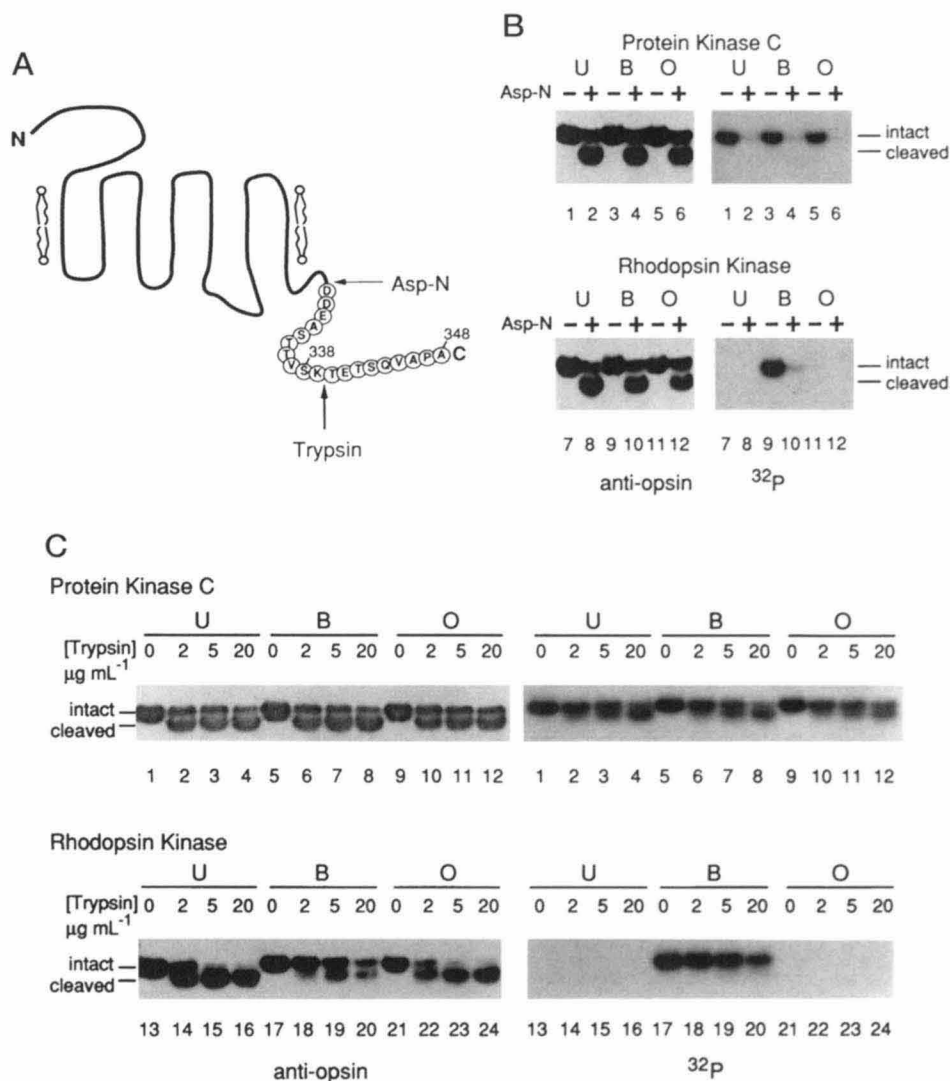 A
N
Asp-N
D D E A S T T V S K T E T S Q V A P A
338
348
C
Trypsin
B
Protein Kinase C
U B O
Asp-N − + − + − + − + − + − +
intact
cleaved
1 2 3 4 5 6 1 2 3 4 5 6
Rhodopsin Kinase
U B O U B O
Asp-N − + − + − + − + − + − +
intact
cleaved
7 8 9 10 11 12 7 8 9 10 11 12
anti-opsin 32P
C
Protein Kinase C
U B O U B O
[Trypsin] 0 2 5 20 0 2 5 20 0 2 5 20 0 2 5 20 0 2 5 20 0 2 5 20
μg mL-1
intact
cleaved
1 2 3 4 5 6 7 8 9 10 11 12 1 2 3 4 5 6 7 8 9 10 11 12
Rhodopsin Kinase
U B O U B O
[Trypsin] 0 2 5 20 0 2 5 20 0 2 5 20 0 2 5 20 0 2 5 20 0 2 5 20
μg mL-1
intact
cleaved
13 14 15 16 17 18 19 20 21 22 23 24 13 14 15 16 17 18 19 20 21 22 23 24
anti-opsin 32P